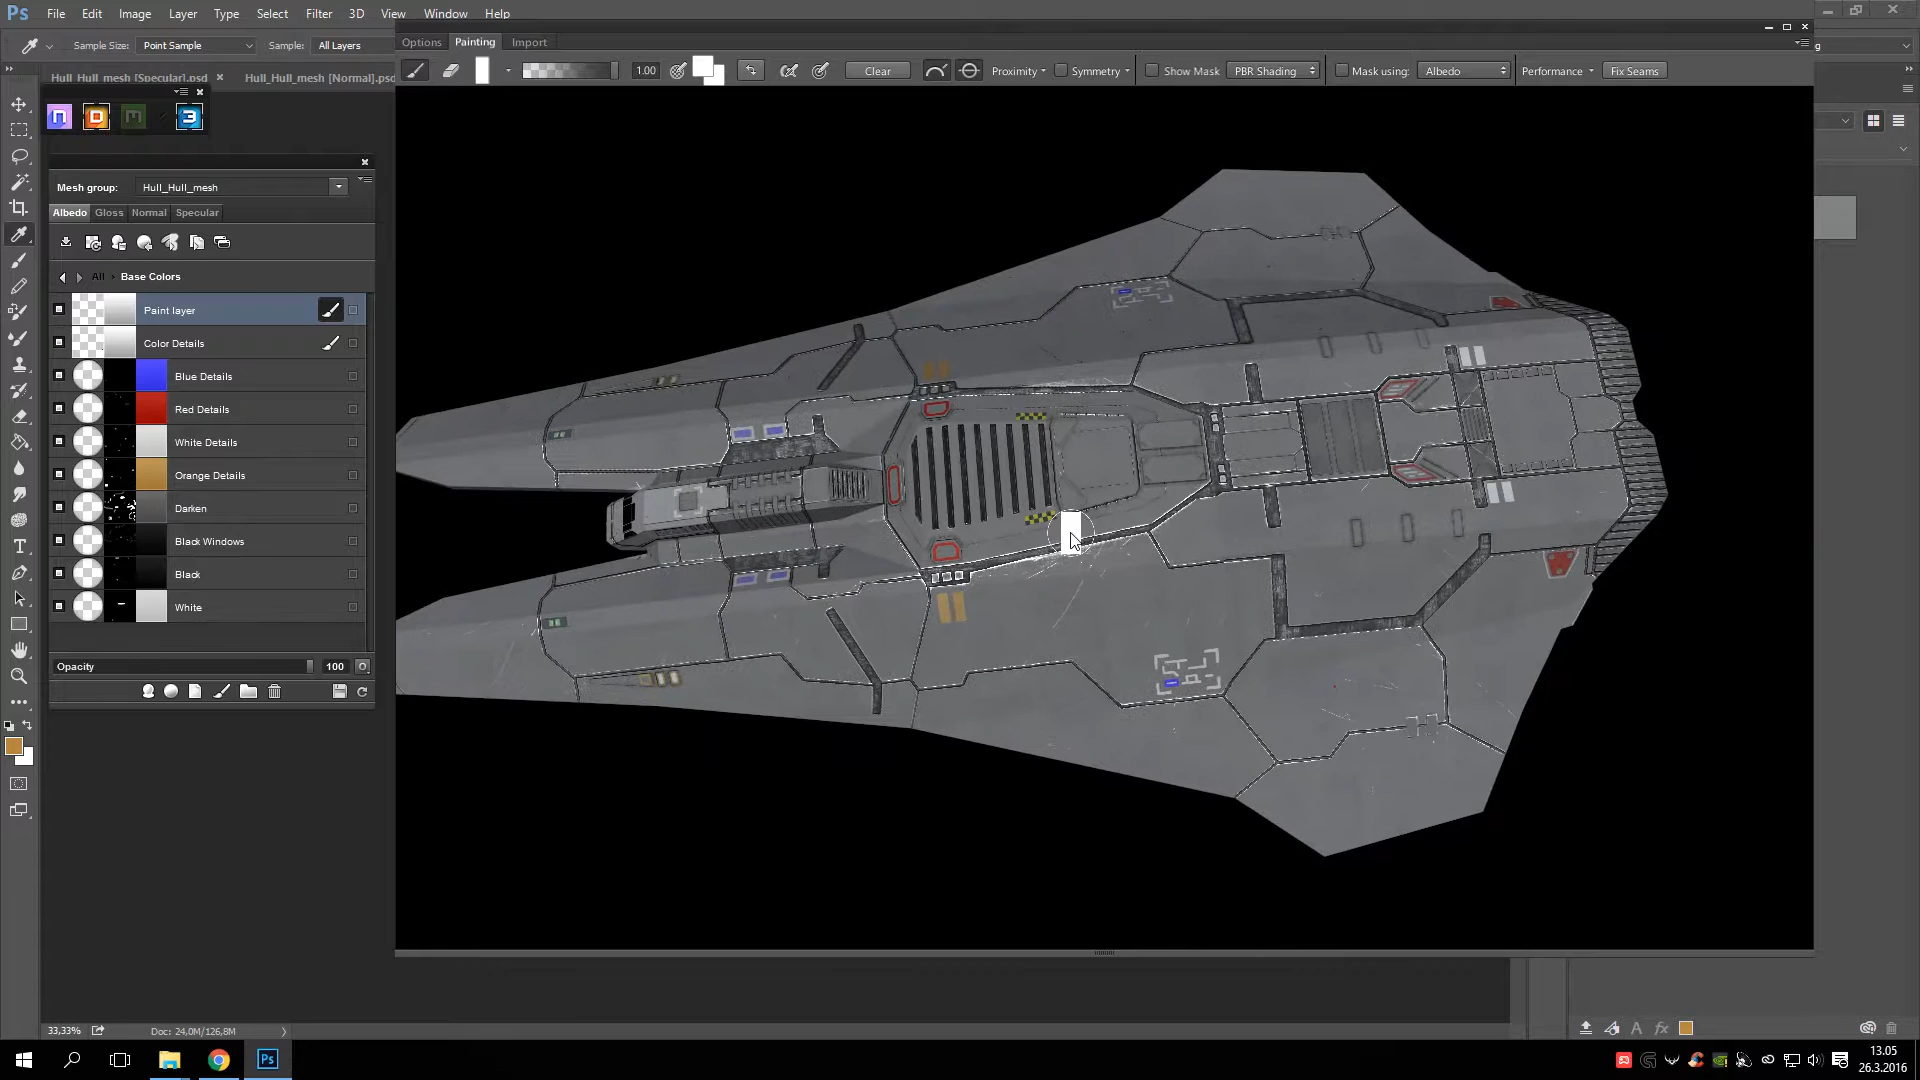 Ps File Edit Image Layer Type Select Filter 3D View Window Help
Sample Size: Point Sample Sample: All Layers
Options Painting Import
1.00 Clear Proximity Symmetry Show Mask PBR Shading Mask using: Albedo Performance Fix Seams
Hull_Hull_mesh [Specular].psd × Hull_Hull_mesh [Normal].psd
n D m 3
Mesh group: Hull_Hull_mesh
Albedo Gloss Normal Specular
All Base Colors
Paint layer
Color Details
Blue Details
Red Details
White Details
Orange Details
Darken
Black Windows
Black
White
Opacity 100
33,33% Doc: 24,0M/126,8M
A fx
Ps
13.05
26.3.2016